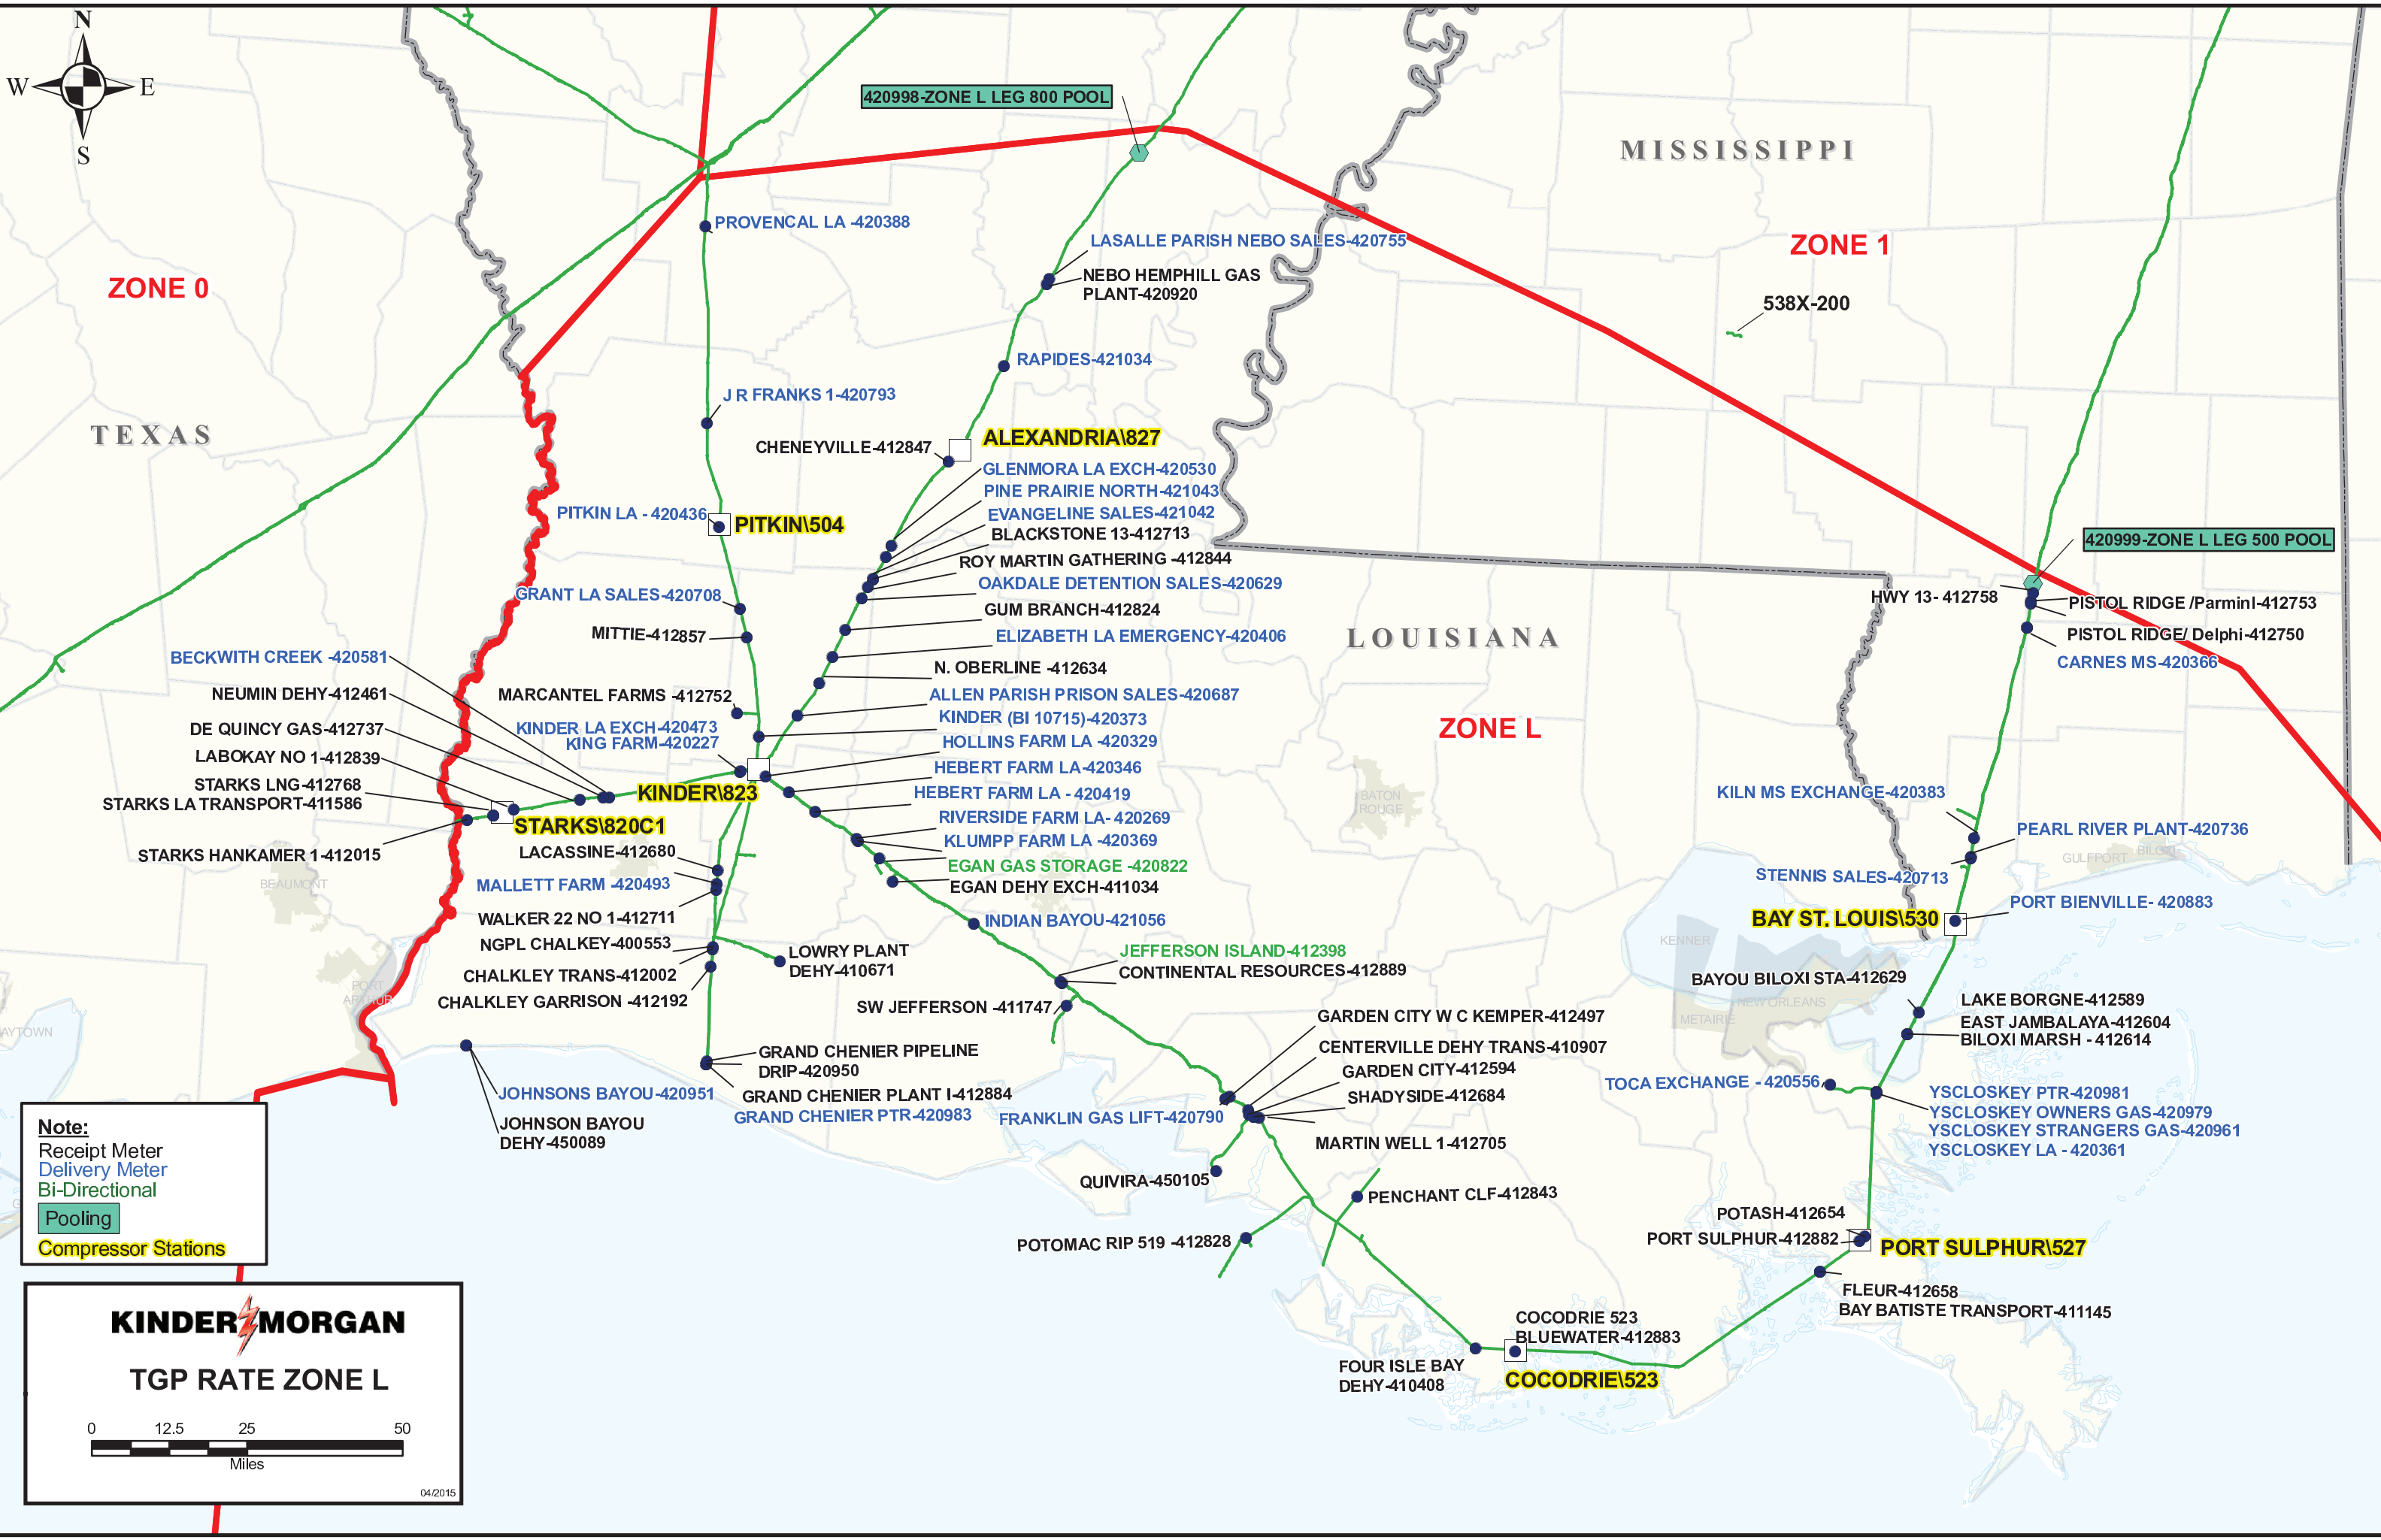 N
W
E
S
420998-ZONE L LEG 800 POOL
MISSISSIPPI
PROVENCAL LA -420388
LASALLE PARISH NEBO SALES-420755
ZONE 1
ZONE 0
NEBO HEMPHILL GAS
PLANT-420920
538X-200
RAPIDES-421034
J R FRANKS 1-420793
TEXAS
CHENEYVILLE-412847
ALEXANDRIA\827
GLENMORA LA EXCH-420530
PINE PRAIRIE NORTH-421043
EVANGELINE SALES-421042
PITKIN LA - 420436
PITKIN\504
BLACKSTONE 13-412713
420999-ZONE L LEG 500 POOL
ROY MARTIN GATHERING -412844
OAKDALE DETENTION SALES-420629
GRANT LA SALES-420708
HWY 13- 412758
PISTOL RIDGE /ParminI-412753
GUM BRANCH-412824
MITTIE-412857
ELIZABETH LA EMERGENCY-420406
LOUISIANA
PISTOL RIDGE/ Delphi-412750
BECKWITH CREEK -420581
CARNES MS-420366
N. OBERLINE -412634
NEUMIN DEHY-412461
MARCANTEL FARMS -412752
ALLEN PARISH PRISON SALES-420687
KINDER (BI 10715)-420373
DE QUINCY GAS-412737
KINDER LA EXCH-420473
KING FARM-420227
ZONE L
HOLLINS FARM LA -420329
LABOKAY NO 1-412839
HEBERT FARM LA-420346
STARKS LNG-412768
STARKS LA TRANSPORT-411586
KINDER\823
HEBERT FARM LA - 420419
KILN MS EXCHANGE-420383
BATON
ROUGE
STARKS\820C1
RIVERSIDE FARM LA- 420269
PEARL RIVER PLANT-420736
KLUMPP FARM LA -420369
STARKS HANKAMER 1-412015
LACASSINE-412680
GULFPORT
BILOXI
EGAN GAS STORAGE -420822
STENNIS SALES-420713
BEAUMONT
MALLETT FARM -420493
EGAN DEHY EXCH-411034
PORT BIENVILLE- 420883
WALKER 22 NO 1-412711
INDIAN BAYOU-421056
BAY ST. LOUIS\530
NGPL CHALKEY-400553
KENNER
LOWRY PLANT
DEHY-410671
JEFFERSON ISLAND-412398
CONTINENTAL RESOURCES-412889
CHALKLEY TRANS-412002
BAYOU BILOXI STA-412629
PORT
ARTHUR
CHALKLEY GARRISON -412192
SW JEFFERSON -411747
NEW ORLEANS
LAKE BORGNE-412589
METAIRIE
GARDEN CITY W C KEMPER-412497
EAST JAMBALAYA-412604
BILOXI MARSH - 412614
AYTOWN
CENTERVILLE DEHY TRANS-410907
GRAND CHENIER PIPELINE
DRIP-420950
GARDEN CITY-412594
TOCA EXCHANGE - 420556
JOHNSONS BAYOU-420951
GRAND CHENIER PLANT I-412884
SHADYSIDE-412684
YSCLOSKEY PTR-420981
YSCLOSKEY OWNERS GAS-420979
YSCLOSKEY STRANGERS GAS-420961
YSCLOSKEY LA - 420361
GRAND CHENIER PTR-420983
FRANKLIN GAS LIFT-420790
JOHNSON BAYOU
DEHY-450089
MARTIN WELL 1-412705
QUIVIRA-450105
PENCHANT CLF-412843
POTASH-412654
POTOMAC RIP 519 -412828
PORT SULPHUR-412882
PORT SULPHUR\527
FLEUR-412658
BAY BATISTE TRANSPORT-411145
COCODRIE 523
BLUEWATER-412883
FOUR ISLE BAY
DEHY-410408
COCODRIE\523
Note:
Receipt Meter
Delivery Meter
Bi-Directional
Pooling
Compressor Stations
KINDER MORGAN
TGP RATE ZONE L
0 12.5 25 50
Miles
04/2015